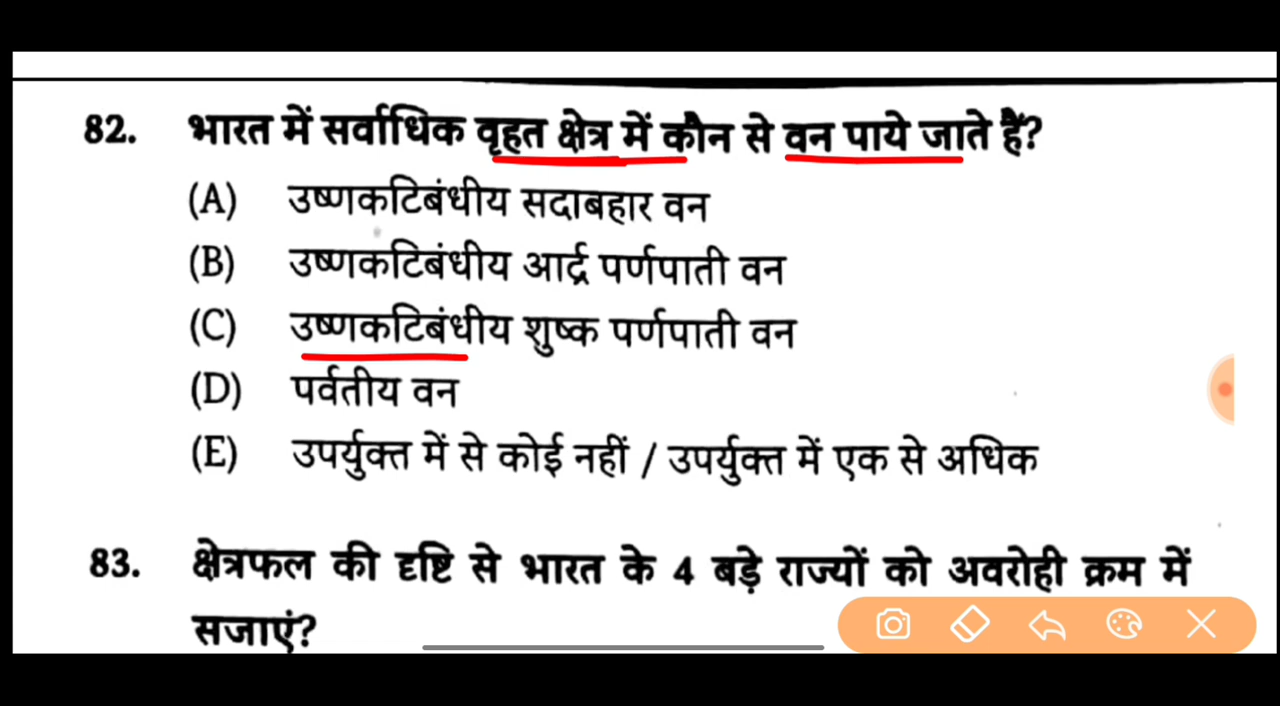 82. भारत में सर्वाधिक वृहत क्षेत्र में कौन से वन पाये जाते हैं?
(A) उष्णकटिबंधीय सदाबहार वन
(B) उष्णकटिबंधीय आर्द्र पर्णपाती वन
(C) उष्णकटिबंधीय शुष्क पर्णपाती वन
(D) पर्वतीय वन
(E) उपर्युक्त में से कोई नहीं / उपर्युक्त में एक से अधिक
83. क्षेत्रफल की दृष्टि से भारत के 4 बड़े राज्यों को अवरोही क्रम में
सजाएं?